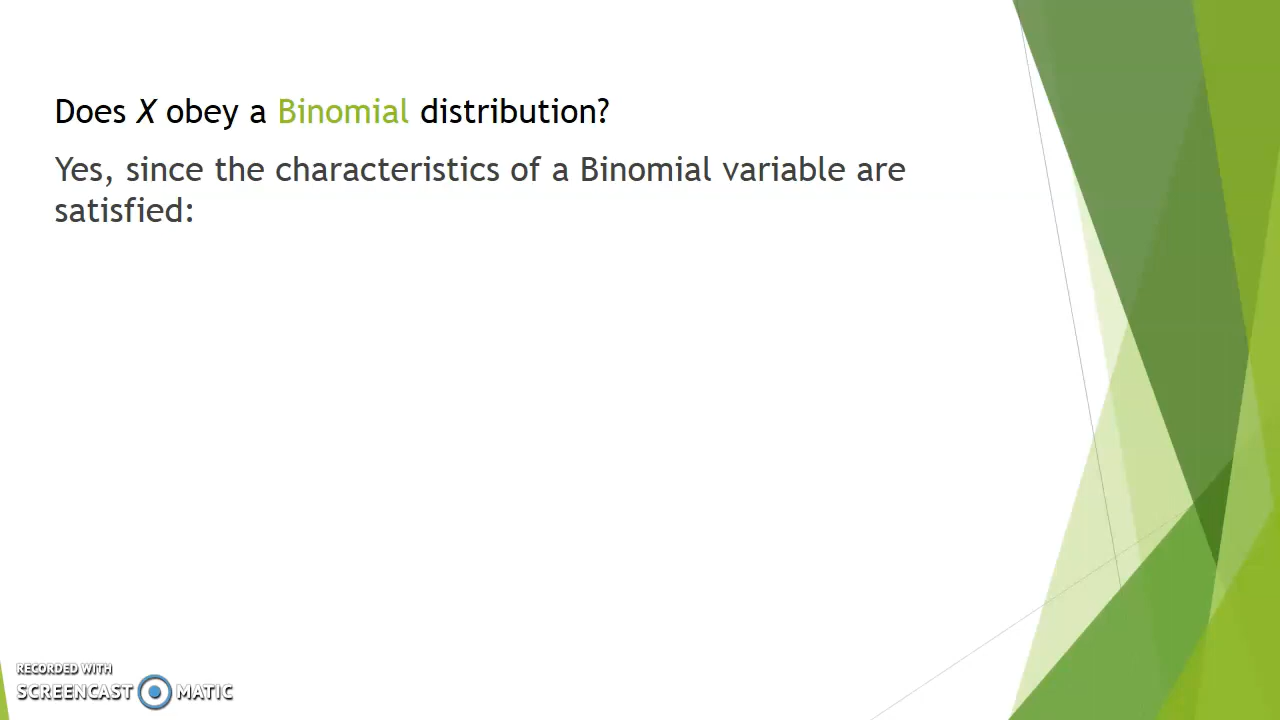 Does X obey a Binomial distribution?
Yes, since the characteristics of a Binomial variable are
satisfied:
RECORDED WITH
SCREENCAST MATIC